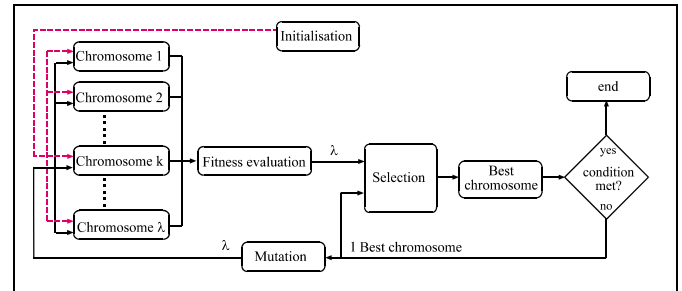 Initialisation
Chromosome 1
Chromosome 2
Chromosome k
Chromosome λ
Fitness evaluation
λ
Selection
Best
chromosome
end
yes
condition
met?
no
λ
Mutation
1 Best chromosome